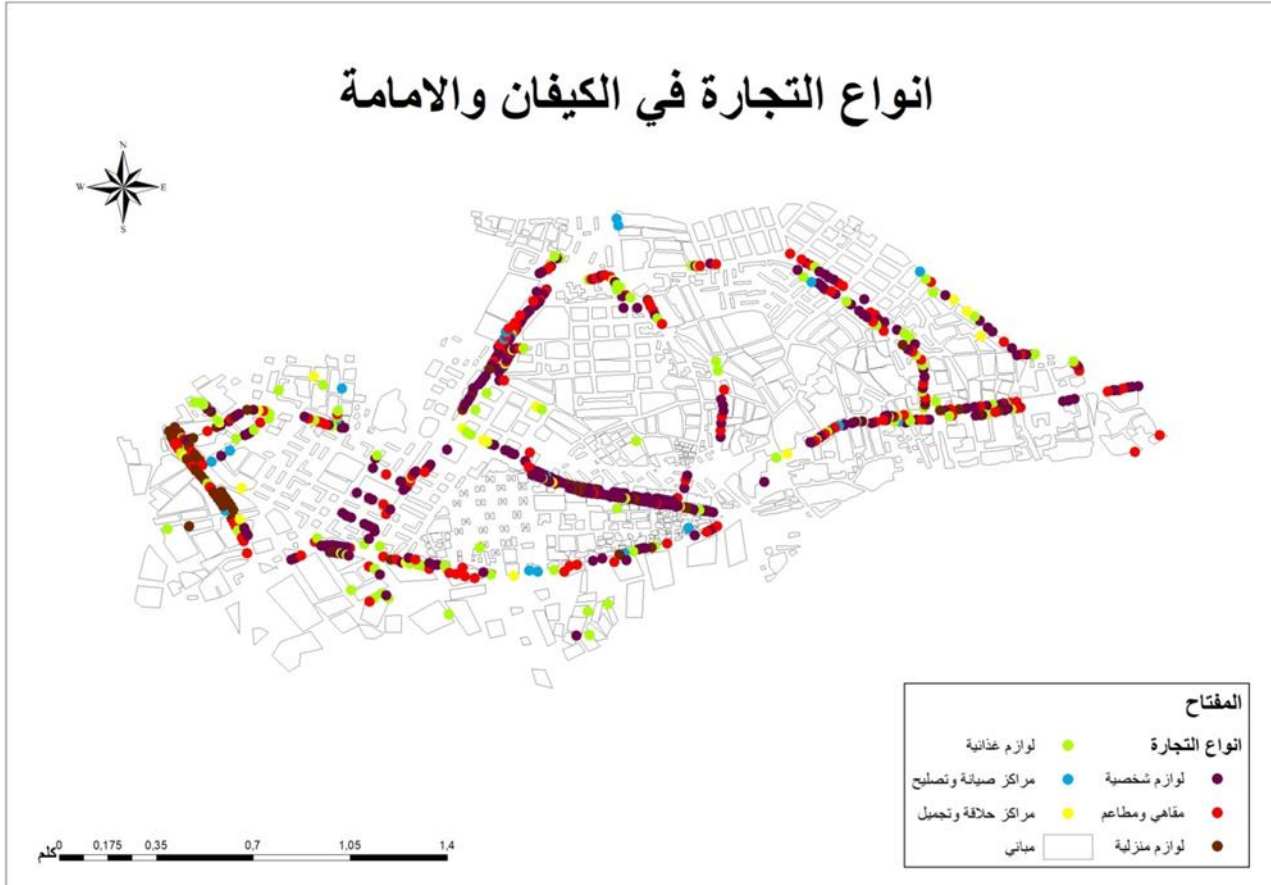 انواع التجارة في الكيفان والامامة
N
W E
S
المفتاح
انواع التجارة
لوازم شخصية
مقاهي ومطاعم
لوازم منزلية
لوازم غذائية
مراكز صيانة وتصليح
مراكز حلاقة وتجميل
مباني
كلم 0 0,175 0,35 0,7 1,05 1,4